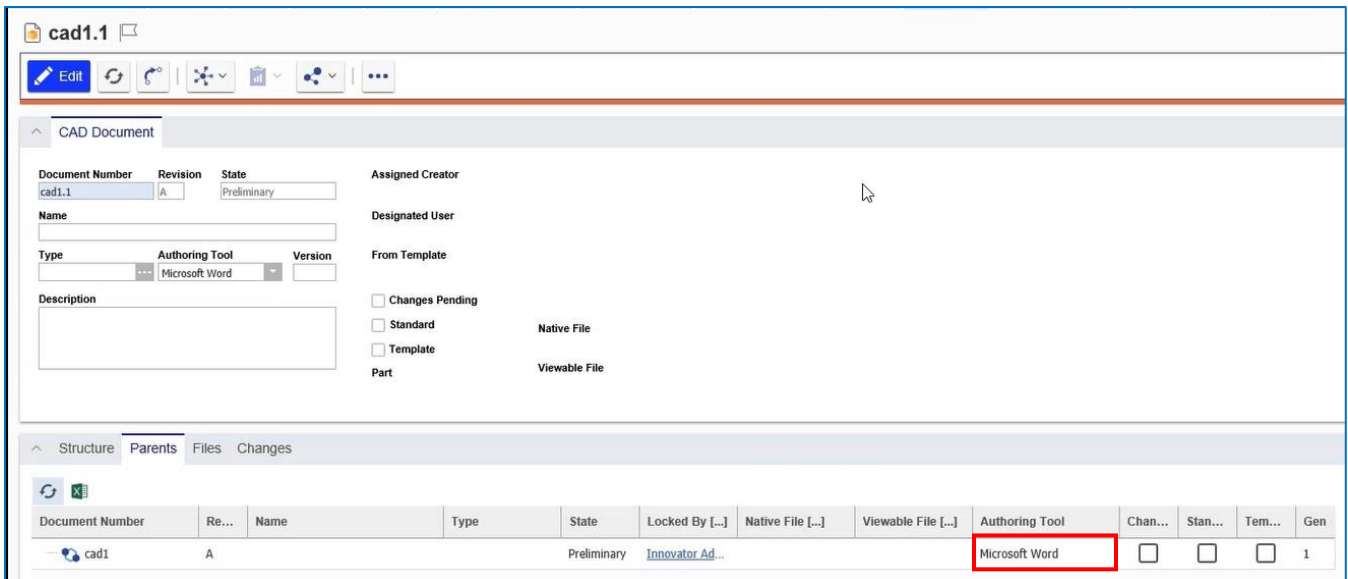 cad1.1
Edit
CAD Document
Document Number Revision State Assigned Creator
cad1.1 A Preliminary
Name Designated User
Type Authoring Tool Version From Template
Microsoft Word
Description Changes Pending
Standard Native File
Template
Part Viewable File
Structure Parents Files Changes
Document Number Re... Name Type State Locked By [...] Native File [...] Viewable File [...] Authoring Tool Chan... Stan... Tem... Gen
cad1 A Preliminary Innovator Ad... Microsoft Word 1